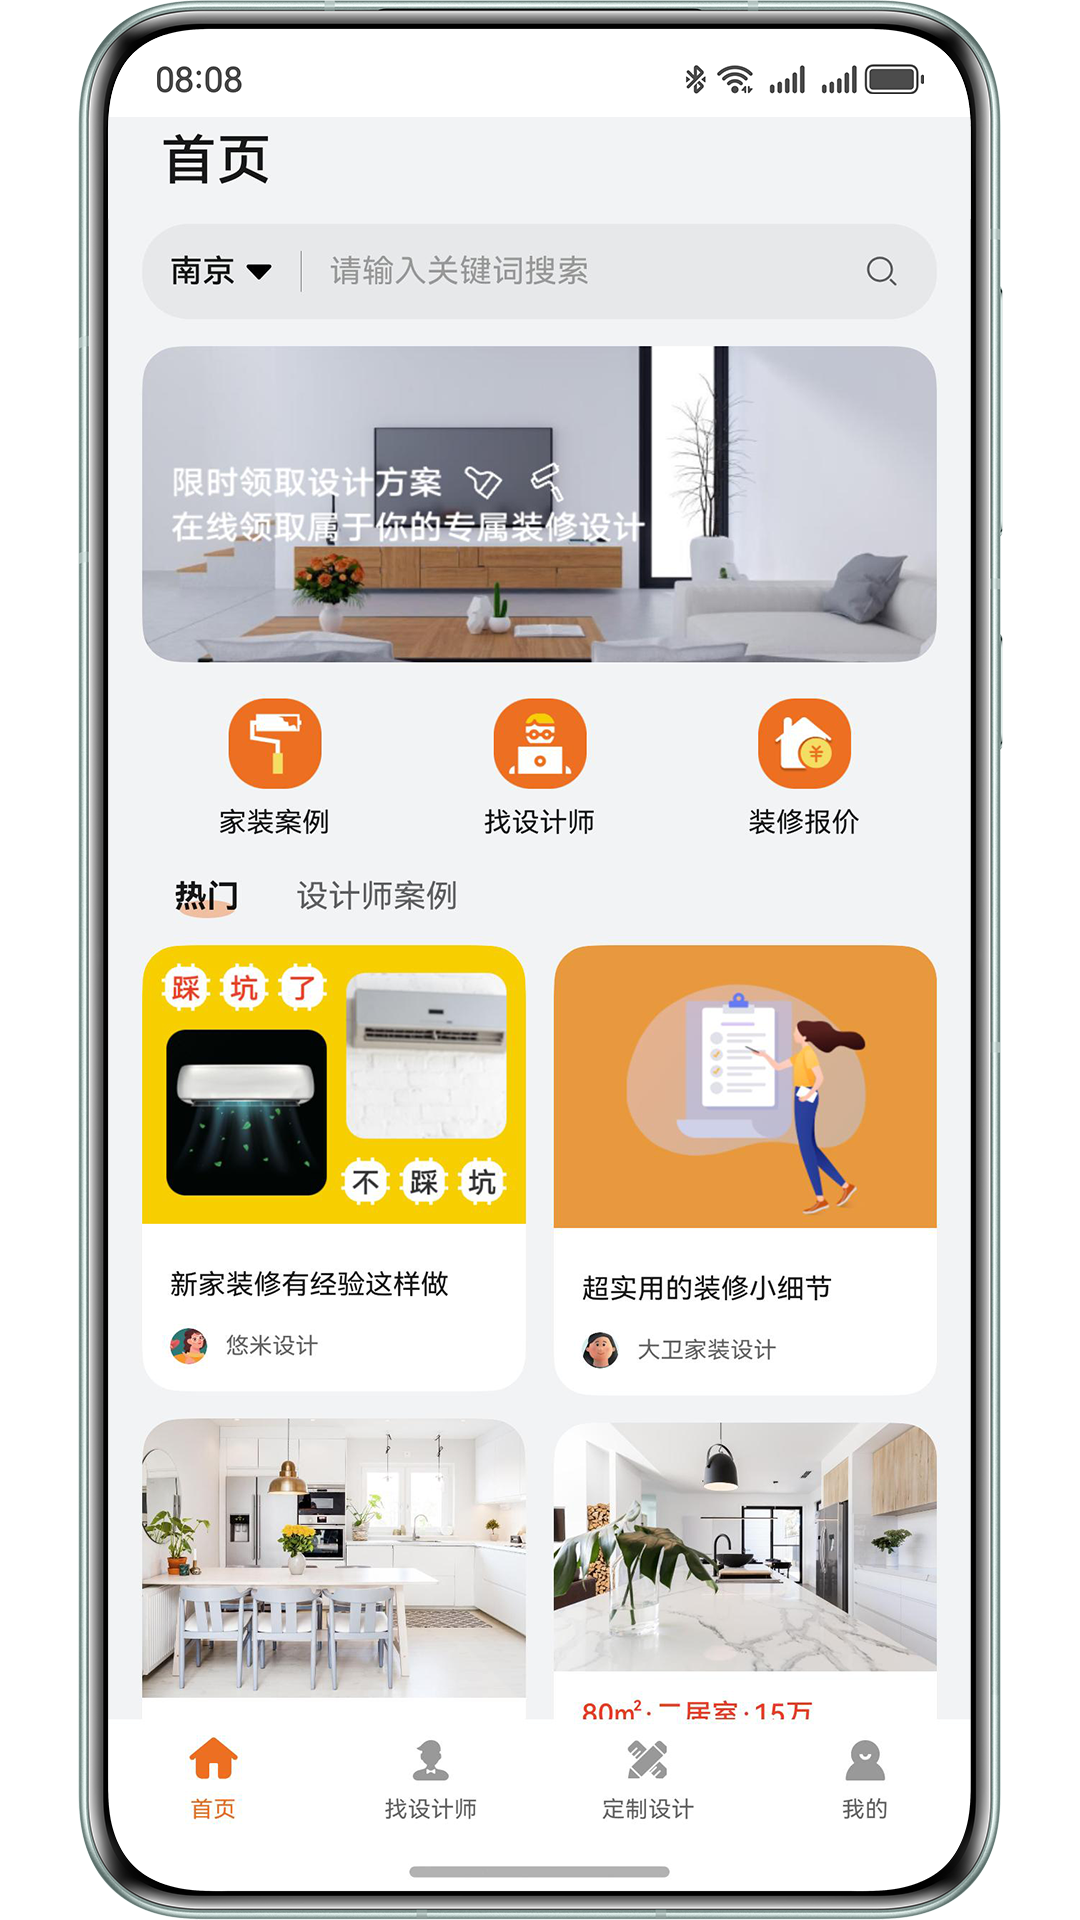 08:08
首页
南京
请输入关键词搜索
限时领取设计方案
在线领取属于你的专属装修设计
家装案例
找设计师
装修报价
热门
设计师案例
踩坑了
不踩坑
新家装修有经验这样做
悠米设计
超实用的装修小细节
大卫家装设计
80m²·二居室·15万
首页
找设计师
定制设计
我的